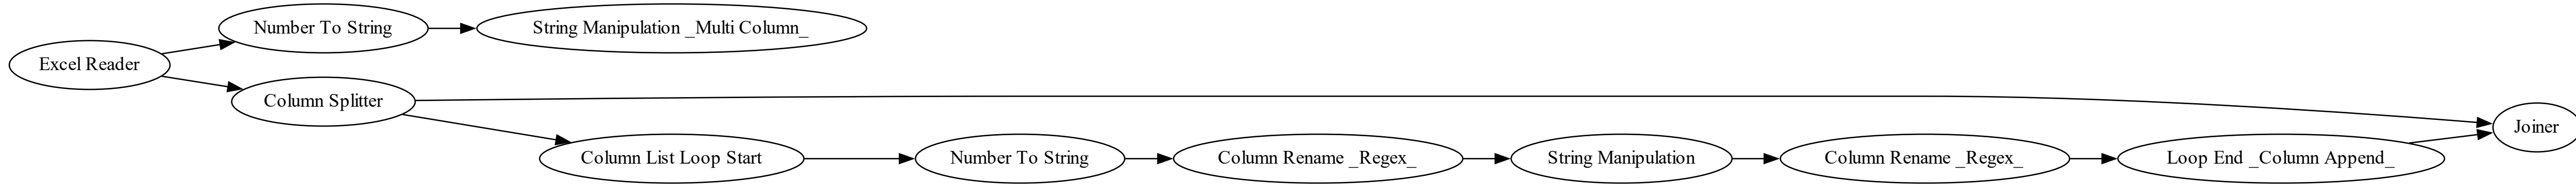 Excel Reader
Number To String
String Manipulation _Multi Column_
Column Splitter
Column List Loop Start
Number To String
Column Rename _Regex_
String Manipulation
Column Rename _Regex_
Loop End _Column Append_
Joiner